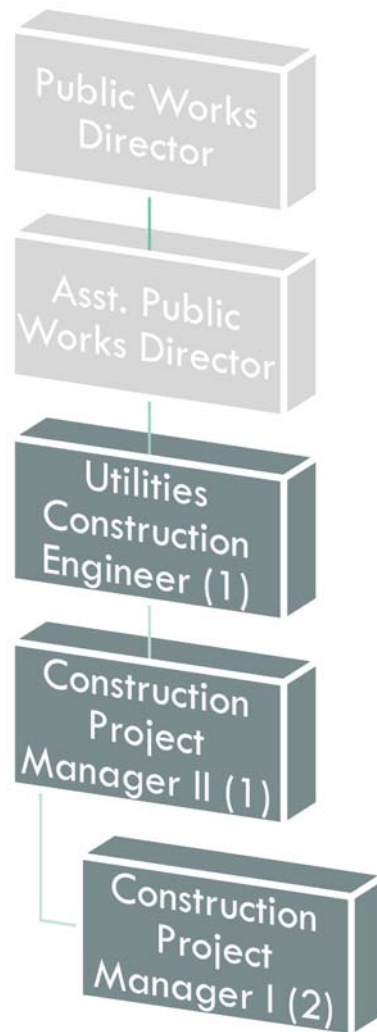 Public Works
Director
Asst. Public
Works Director
Utilities
Construction
Engineer (1)
Construction
Project
Manager II (1)
Construction
Project
Manager I (2)